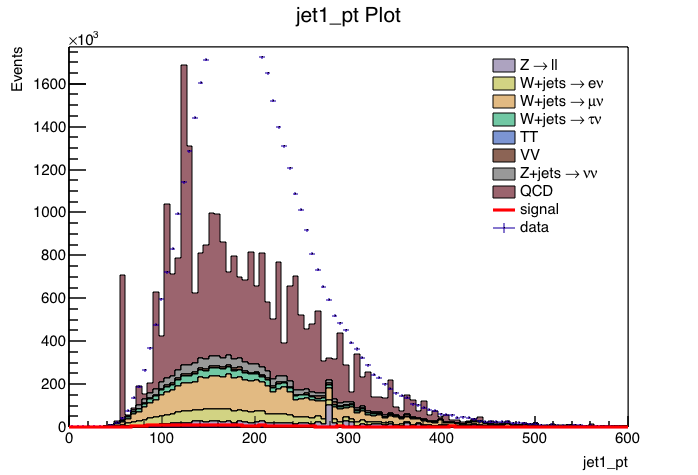 jet1_pt Plot
×10³
Events
1600
1400
1200
1000
800
600
400
200
0
0 100 200 300 400 500 600
jet1_pt
Z → ll
W+jets → eν
W+jets → μν
W+jets → τν
TT
VV
Z+jets → νν
QCD
signal
data